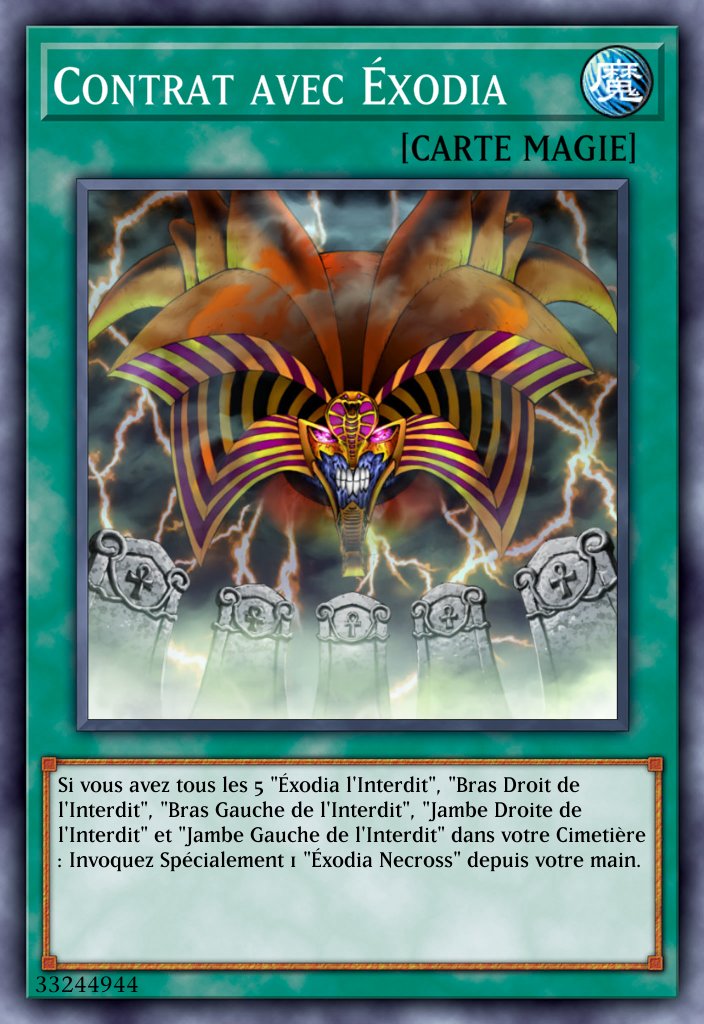 Contrat avec Éxodia
魔
[CARTE MAGIE]
Si vous avez tous les 5 "Éxodia l'Interdit", "Bras Droit de
l'Interdit", "Bras Gauche de l'Interdit", "Jambe Droite de
l'Interdit" et "Jambe Gauche de l'Interdit" dans votre Cimetière
: Invoquez Spécialement 1 "Éxodia Necross" depuis votre main.
33244944